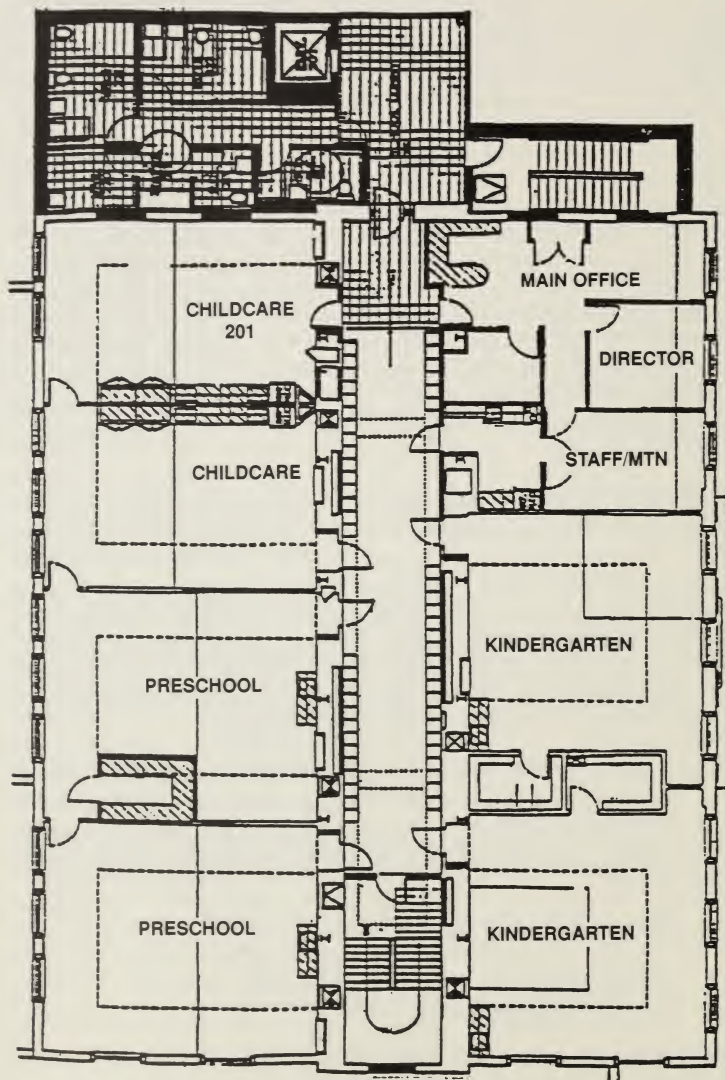 MAIN OFFICE
CHILDCARE
201
DIRECTOR
CHILDCARE
STAFF/MTN
KINDERGARTEN
PRESCHOOL
PRESCHOOL
KINDERGARTEN